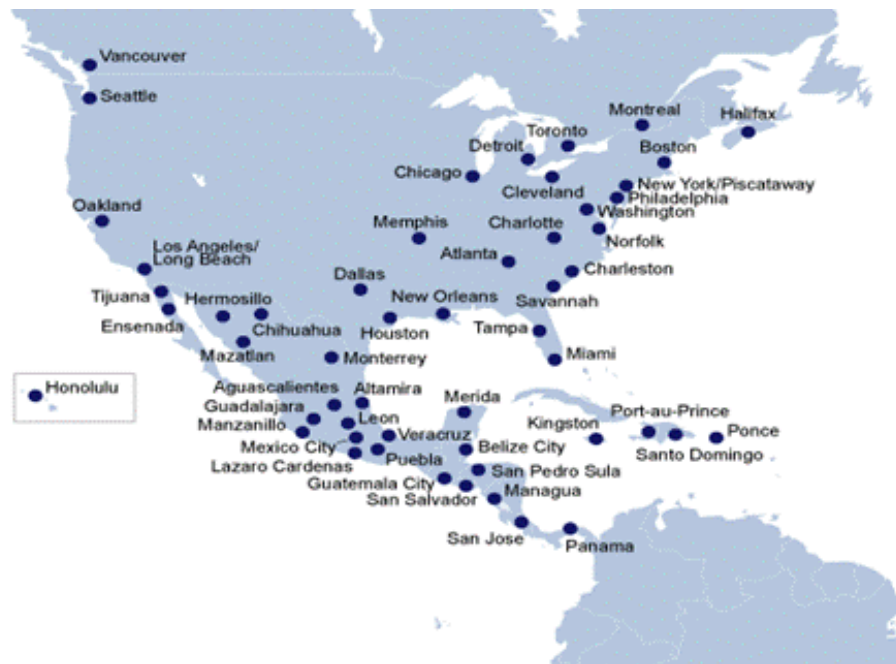 Vancouver
Seattle
Montreal
Halifax
Toronto
Detroit
Boston
Chicago
Cleveland
New York/Piscataway
Philadelphia
Oakland
Washington
Memphis
Charlotte
Norfolk
Los Angeles/
Long Beach
Atlanta
Charleston
Dallas
Tijuana
Hermosillo
New Orleans
Savannah
Ensenada
Chihuahua
Houston
Tampa
Mazatlan
Monterrey
Miami
Honolulu
Aguascalientes
Altamira
Merida
Guadalajara
Port-au-Prince
Manzanillo
Leon
Kingston
Veracruz
Ponce
Mexico City
Belize City
Santo Domingo
Puebla
Lazaro Cardenas
San Pedro Sula
Guatemala City
Managua
San Salvador
San Jose
Panama